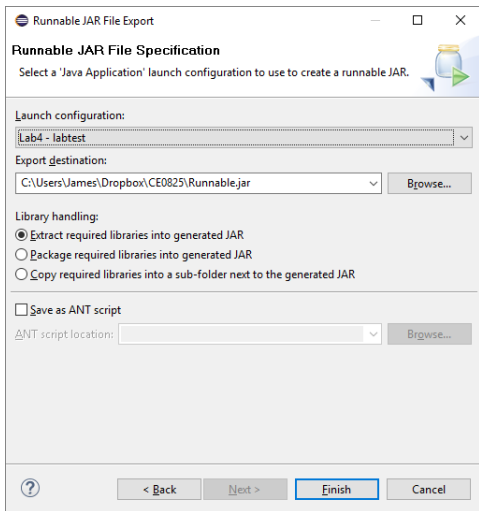 Runnable JAR File Export
Runnable JAR File Specification
Select a 'Java Application' launch configuration to use to create a runnable JAR.
Launch configuration:
Lab4 - labtest
Export destination:
C:\Users\James\Dropbox\CE0825\Runnable.jar
Browse...
Library handling:
Extract required libraries into generated JAR
Package required libraries into generated JAR
Copy required libraries into a sub-folder next to the generated JAR
Save as ANT script
ANT script location:
Browse...
?
< Back
Next >
Finish
Cancel